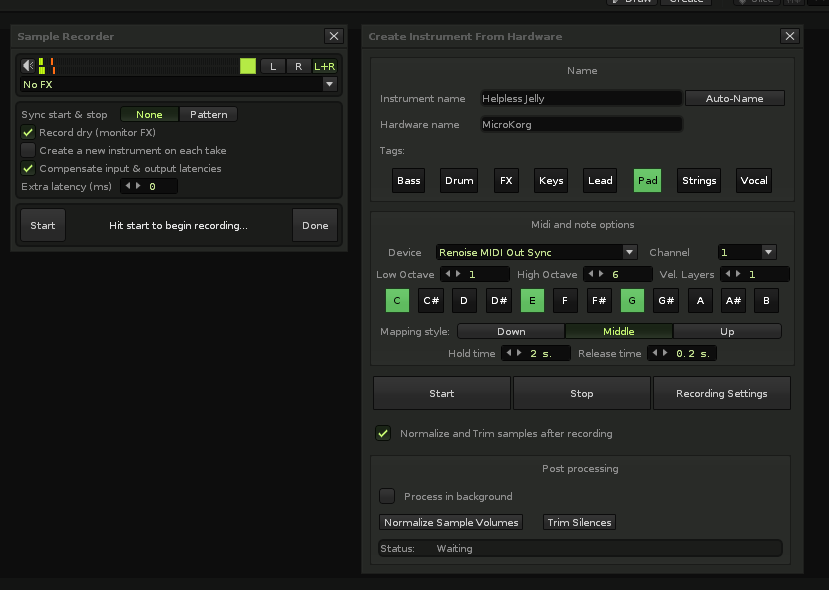 Draw Create Slice
Sample Recorder
L R L+R
No FX
Sync start & stop None Pattern
Record dry (monitor FX)
Create a new instrument on each take
Compensate input & output latencies
Extra latency (ms) 0
Start Hit start to begin recording... Done
Create Instrument From Hardware
Name
Instrument name Helpless Jelly Auto-Name
Hardware name MicroKorg
Tags:
Bass Drum FX Keys Lead Pad Strings Vocal
Midi and note options
Device Renoise MIDI Out Sync Channel 1
Low Octave 1 High Octave 6 Vel. Layers 1
C C# D D# E F F# G G# A A# B
Mapping style: Down Middle Up
Hold time 2 s. Release time 0.2 s.
Start Stop Recording Settings
Normalize and Trim samples after recording
Post processing
Process in background
Normalize Sample Volumes Trim Silences
Status: Waiting